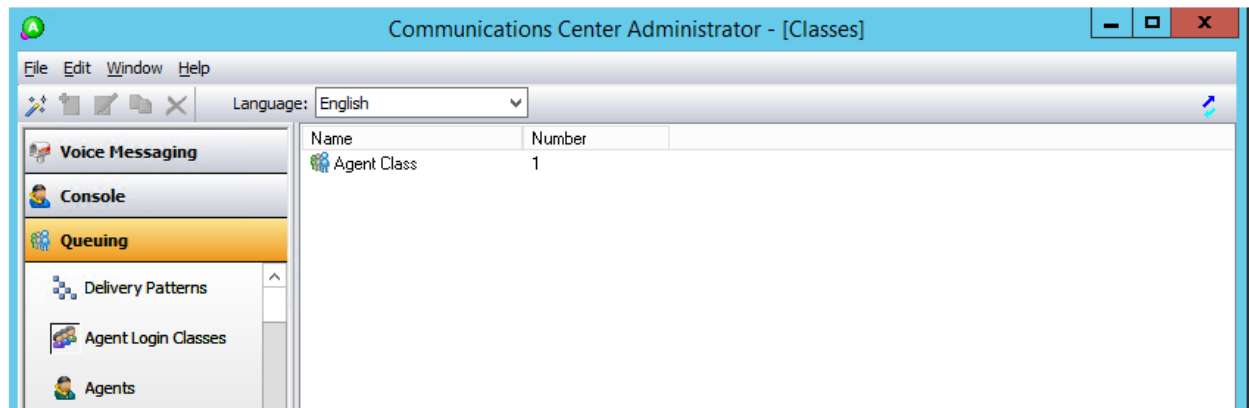 Communications Center Administrator - [Classes]
File Edit Window Help
Language: English
Voice Messaging
Console
Queuing
Delivery Patterns
Agent Login Classes
Agents
Name Number
Agent Class 1